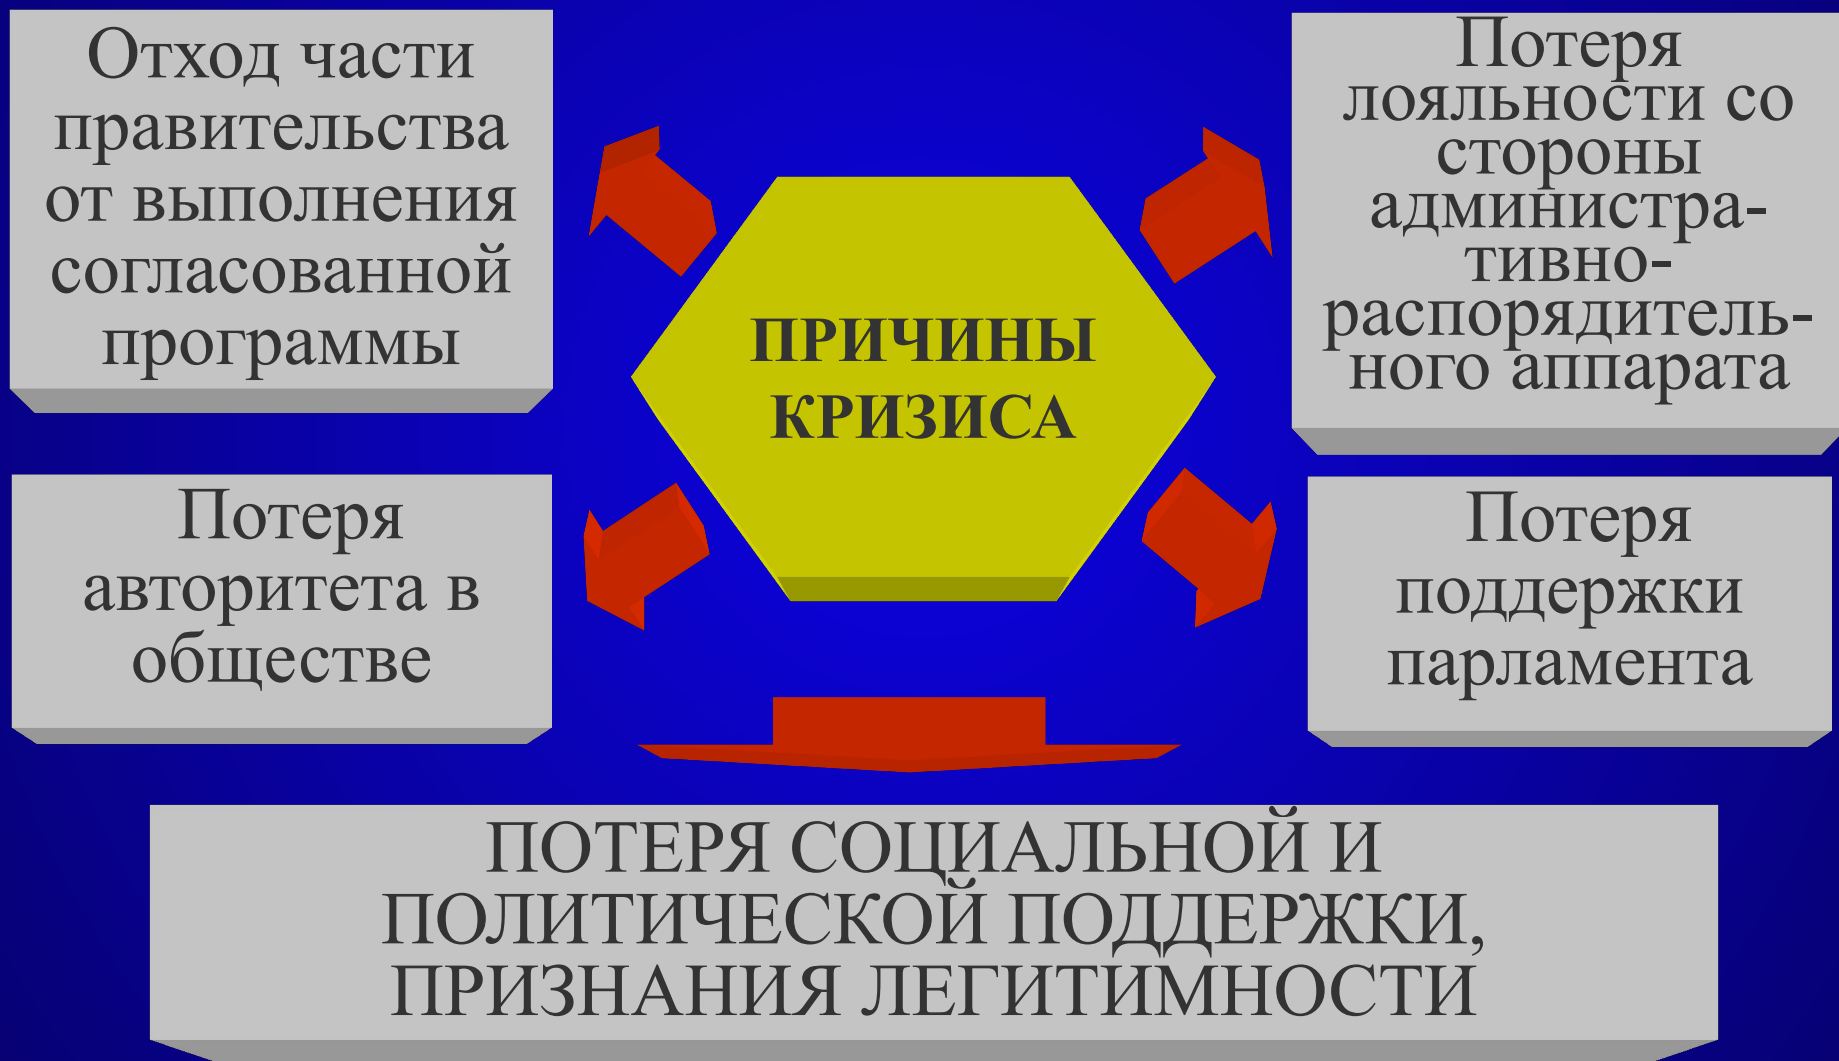 Отход части
правительства
от выполнения
согласованной
программы
Потеря
лояльности со
стороны
администра-
тивно-
распорядитель-
ного аппарата
ПРИЧИНЫ
КРИЗИСА
Потеря
авторитета в
обществе
Потеря
поддержки
парламента
ПОТЕРЯ СОЦИАЛЬНОЙ И
ПОЛИТИЧЕСКОЙ ПОДДЕРЖКИ,
ПРИЗНАНИЯ ЛЕГИТИМНОСТИ